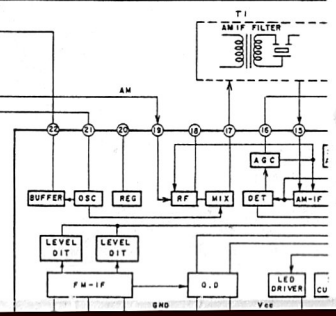 T1
AM IF FILTER
AM
22 21 20 19 18 17 16 15
AGC
BUFFER OSC REG RF MIX DET AM-IF
LEVEL DIT
LEVEL DIT
FM-IF
Q.D
LED DRIVER
GND
Vcc